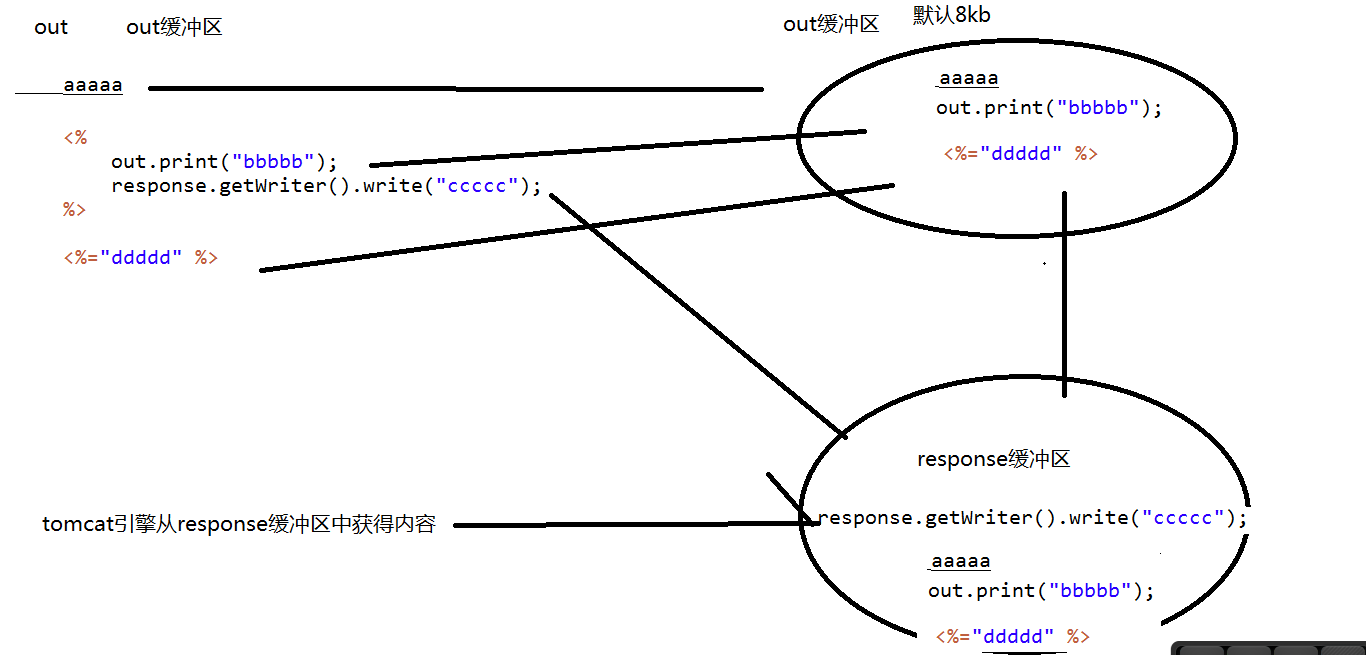 out out缓冲区
aaaaa
<%
out.print("bbbbb");
response.getWriter().write("ccccc");
%>
<%="ddddd" %>
out缓冲区 默认8kb
aaaaa
out.print("bbbbb");
<%="ddddd" %>
response缓冲区
tomcat引擎从response缓冲区中获得内容
response.getWriter().write("ccccc");
aaaaa
out.print("bbbbb");
<%="ddddd" %>